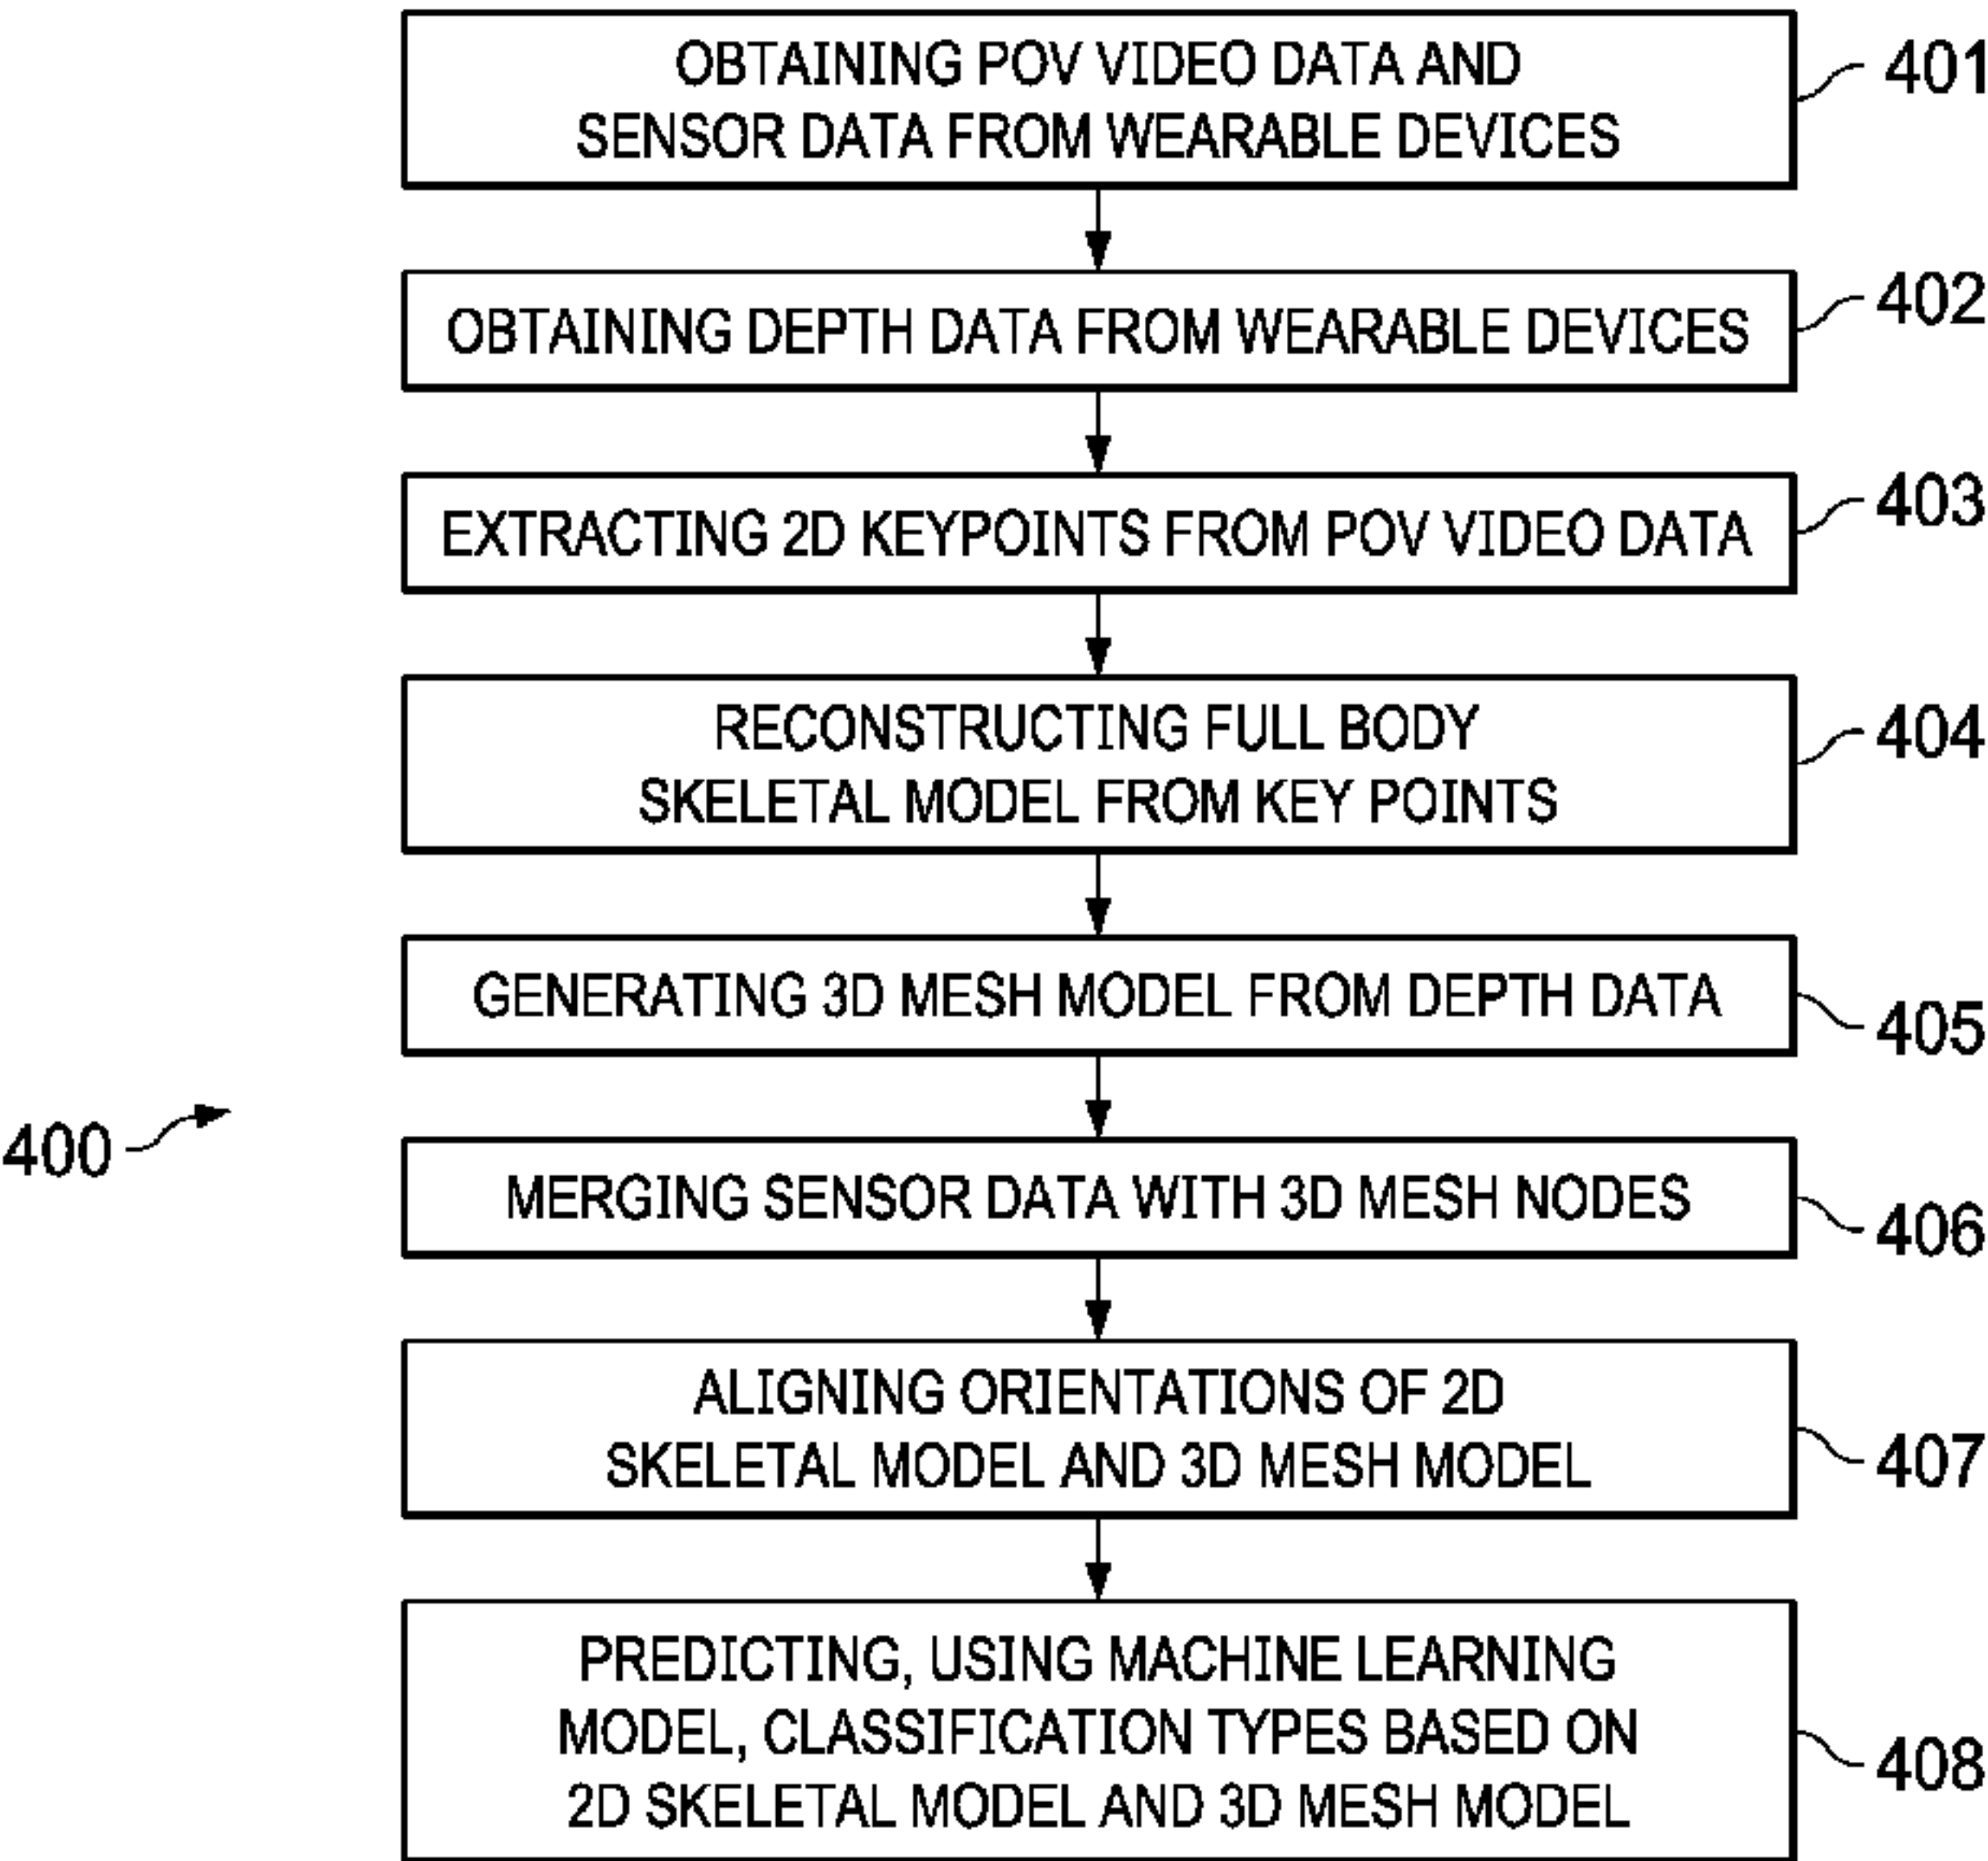 OBTAINING POV VIDEO DATA AND
SENSOR DATA FROM WEARABLE DEVICES
401
OBTAINING DEPTH DATA FROM WEARABLE DEVICES
402
EXTRACTING 2D KEYPOINTS FROM POV VIDEO DATA
403
RECONSTRUCTING FULL BODY
SKELETAL MODEL FROM KEY POINTS
404
GENERATING 3D MESH MODEL FROM DEPTH DATA
405
400
MERGING SENSOR DATA WITH 3D MESH NODES
406
ALIGNING ORIENTATIONS OF 2D
SKELETAL MODEL AND 3D MESH MODEL
407
PREDICTING, USING MACHINE LEARNING
MODEL, CLASSIFICATION TYPES BASED ON
2D SKELETAL MODEL AND 3D MESH MODEL
408